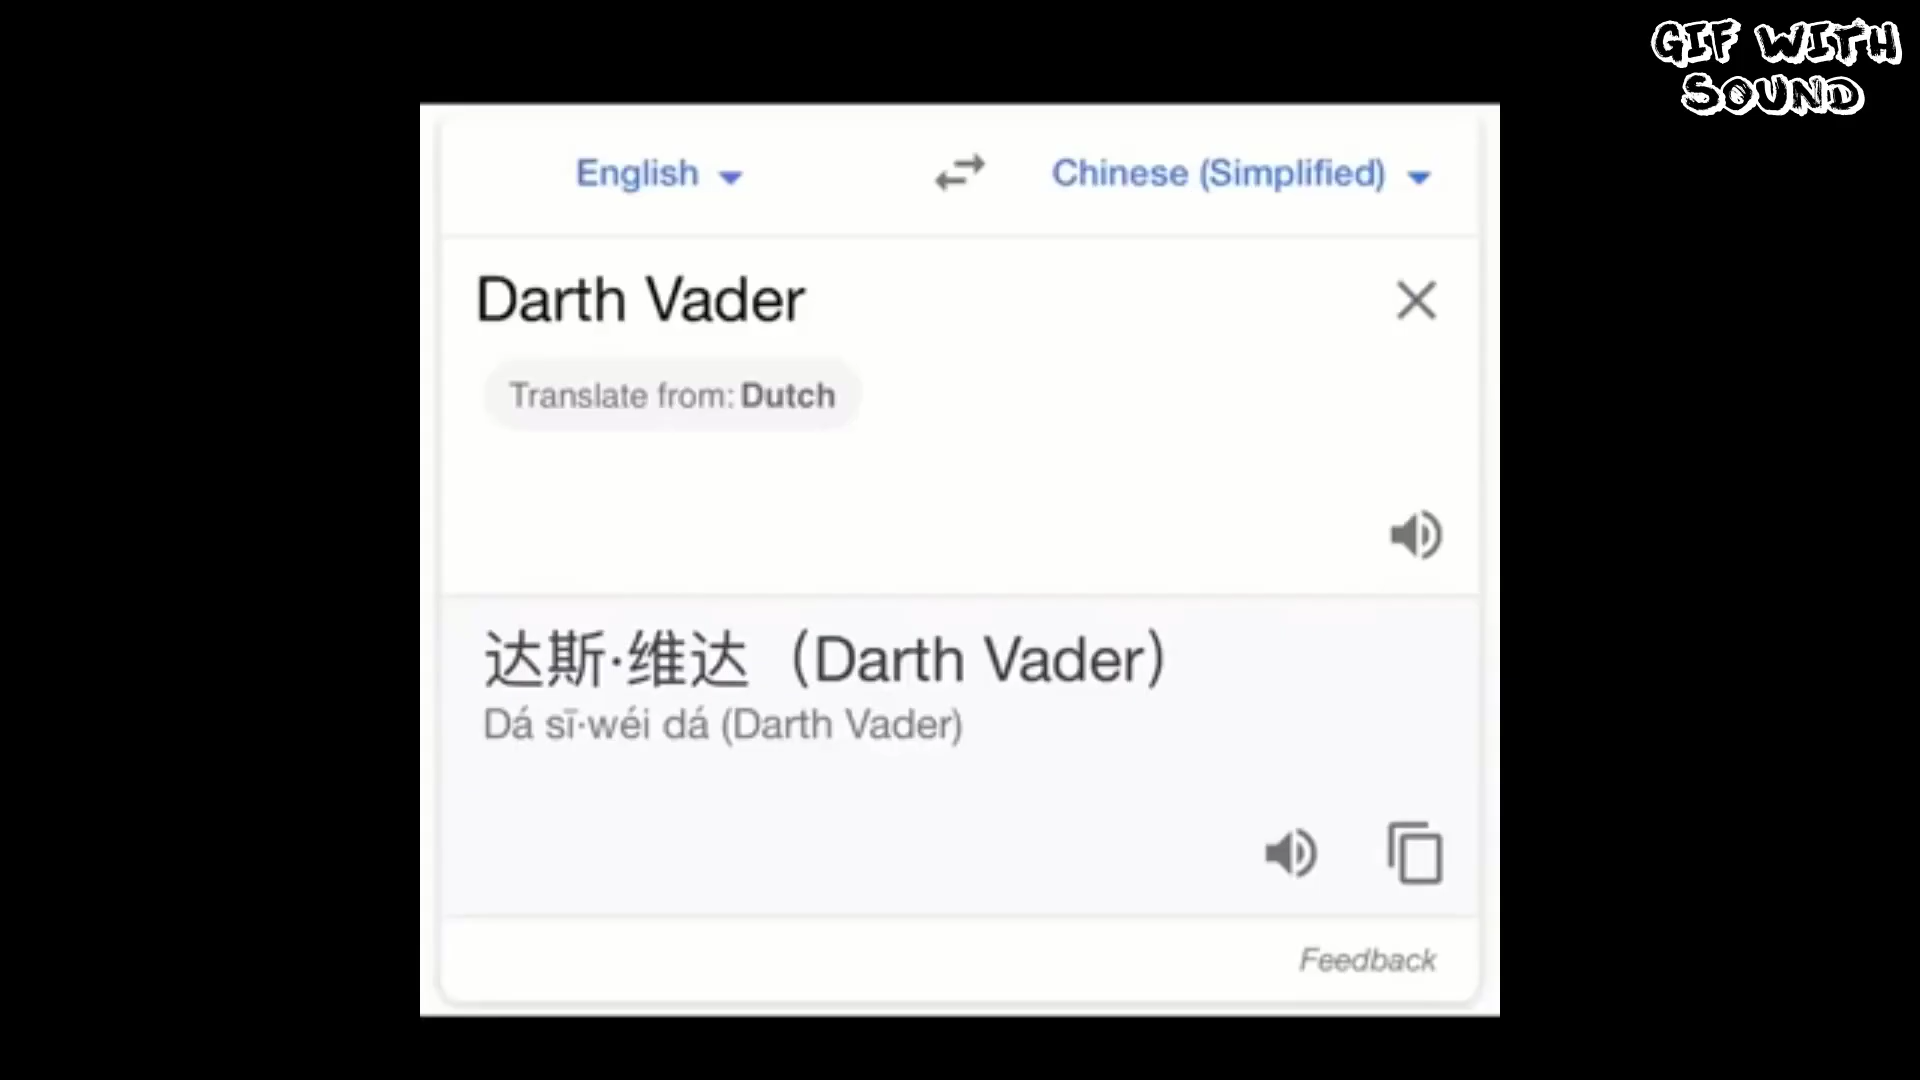 GIF WITH
SOUND
English
Chinese (Simplified)
Darth Vader
Translate from: Dutch
达斯·维达（Darth Vader）
Dá sī·wéi dá (Darth Vader)
Feedback